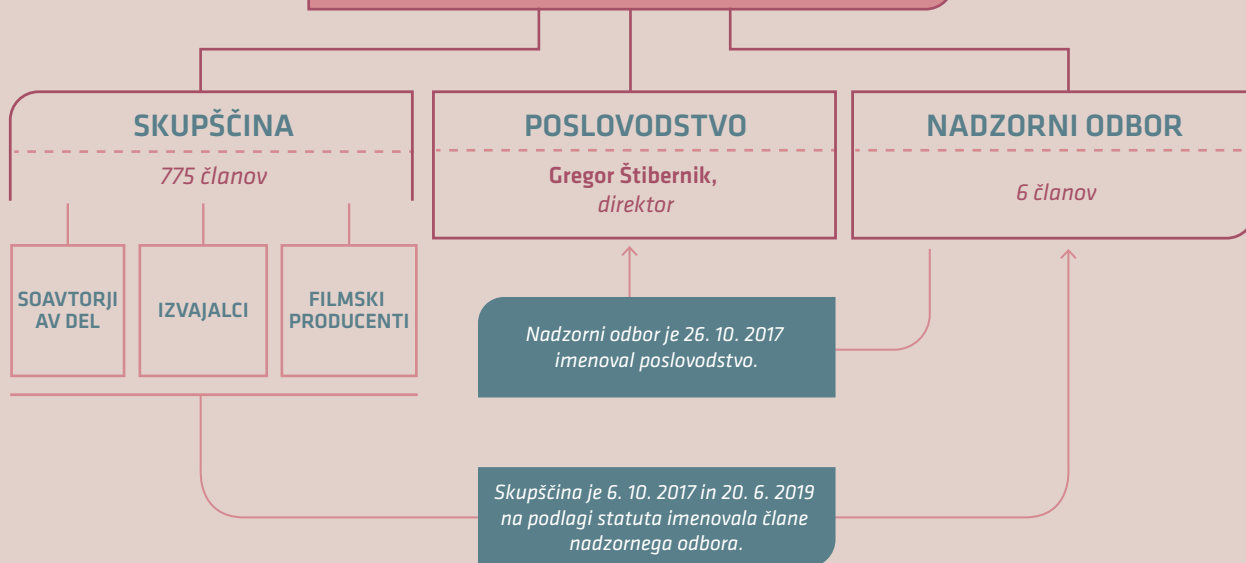 SKUPŠČINA
775 članov
SOAVTORJI
AV DEL
IZVAJALCI
FILMSKI
PRODUCENTI
POSLOVODSTVO
Gregor Štibernik,
direktor
NADZORNI ODBOR
6 članov
Nadzorni odbor je 26. 10. 2017
imenoval poslovodstvo.
Skupščina je 6. 10. 2017 in 20. 6. 2019
na podlagi statuta imenovala člane
nadzornega odbora.